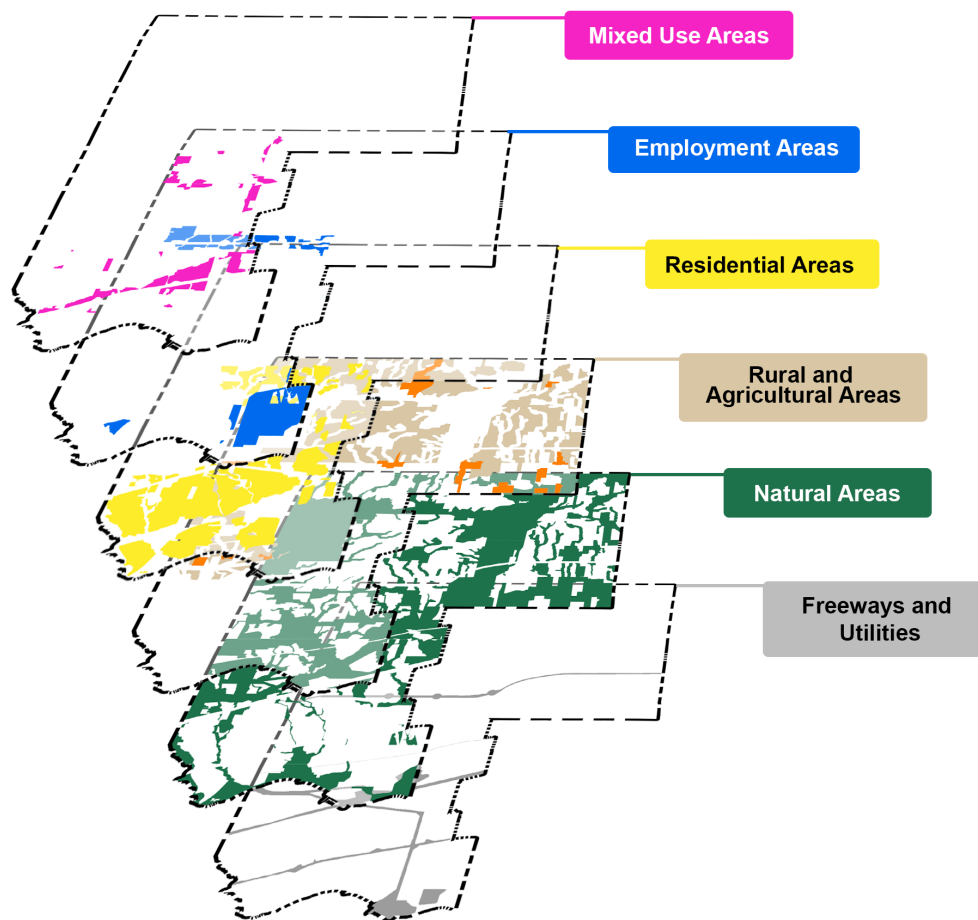 Mixed Use Areas
Employment Areas
Residential Areas
Rural and
Agricultural Areas
Natural Areas
Freeways and
Utilities